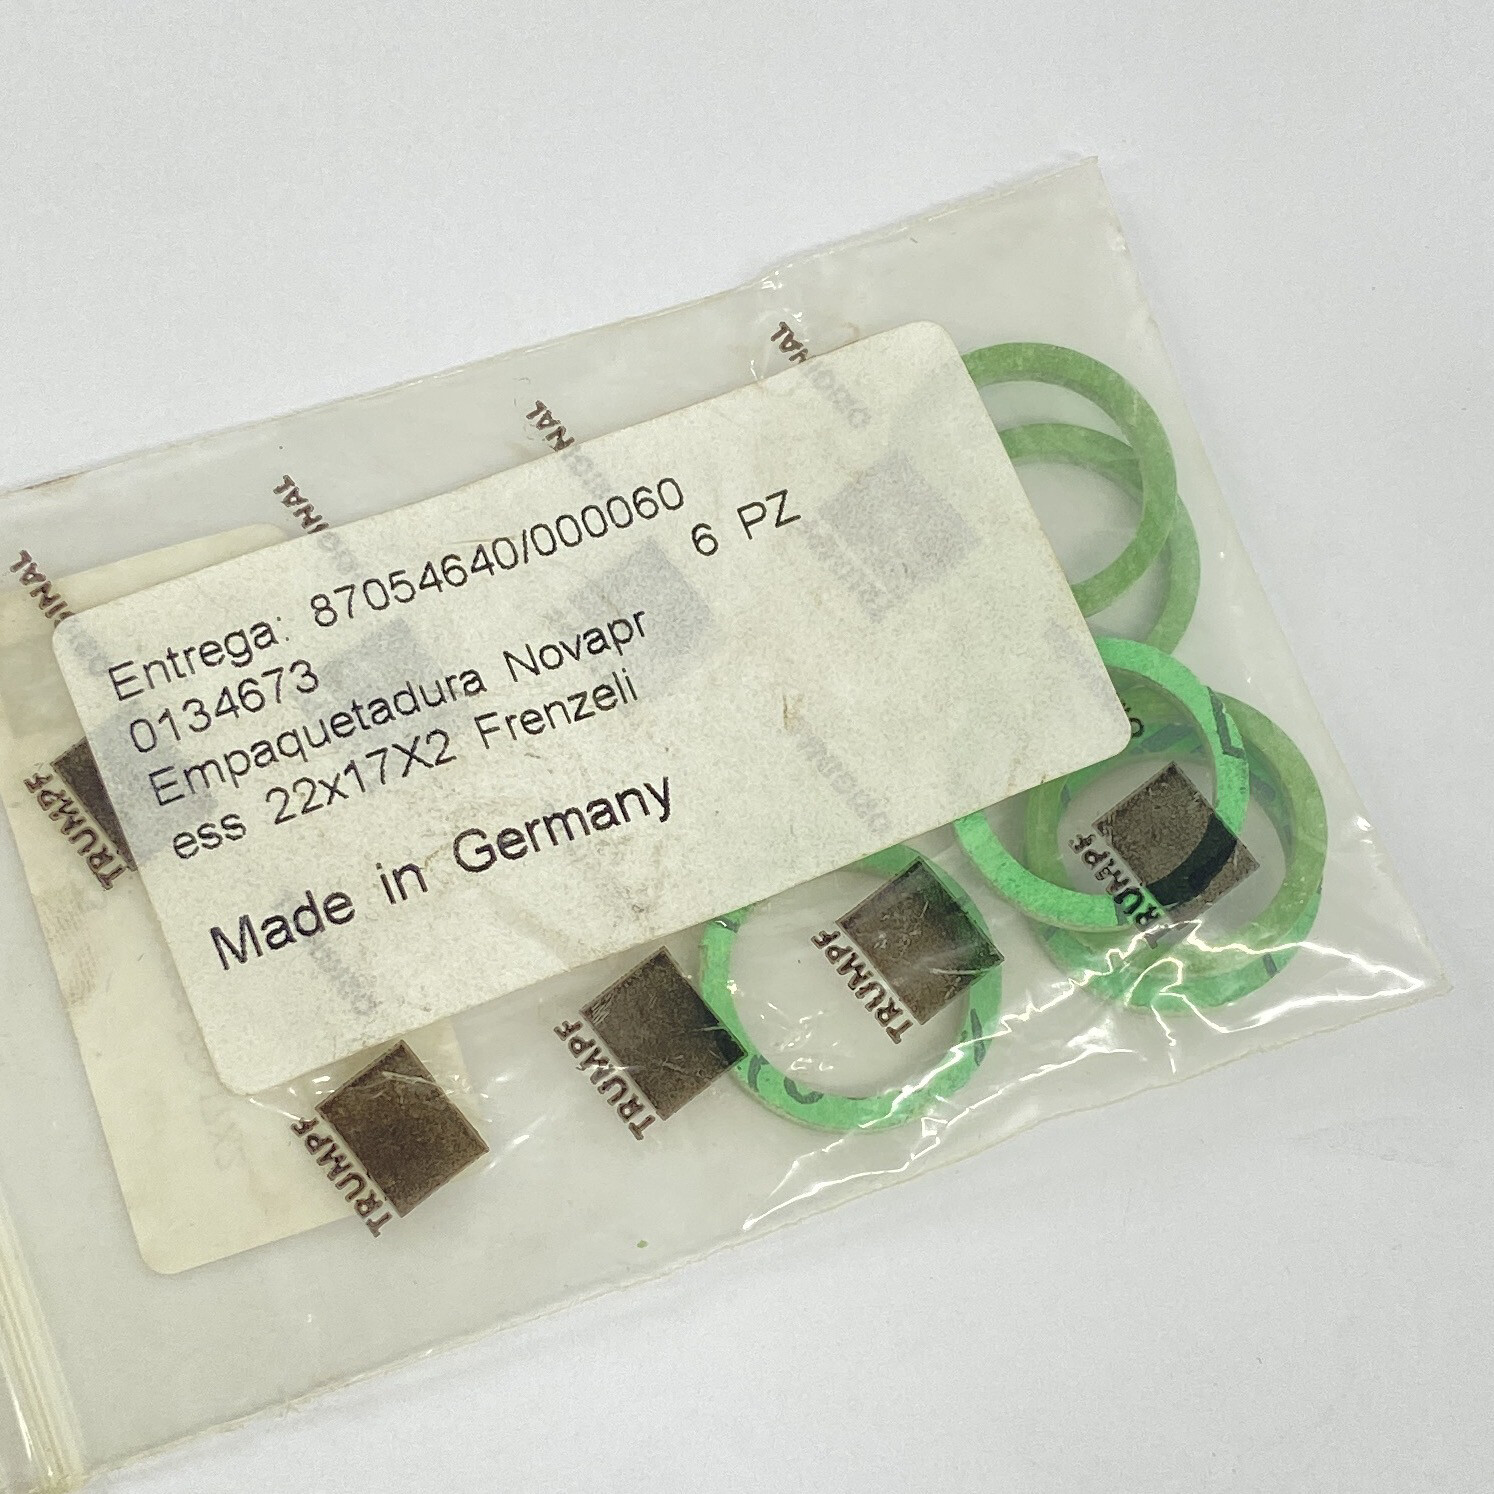 Entrega: 87054640/000060
0134673 6 PZ
Empaquetadura Novapr
ess 22x17X2 Frenzeli
Made in Germany
TRUMPF
TRUMPF
TRUMPF
TRUMPF
TRUMPF